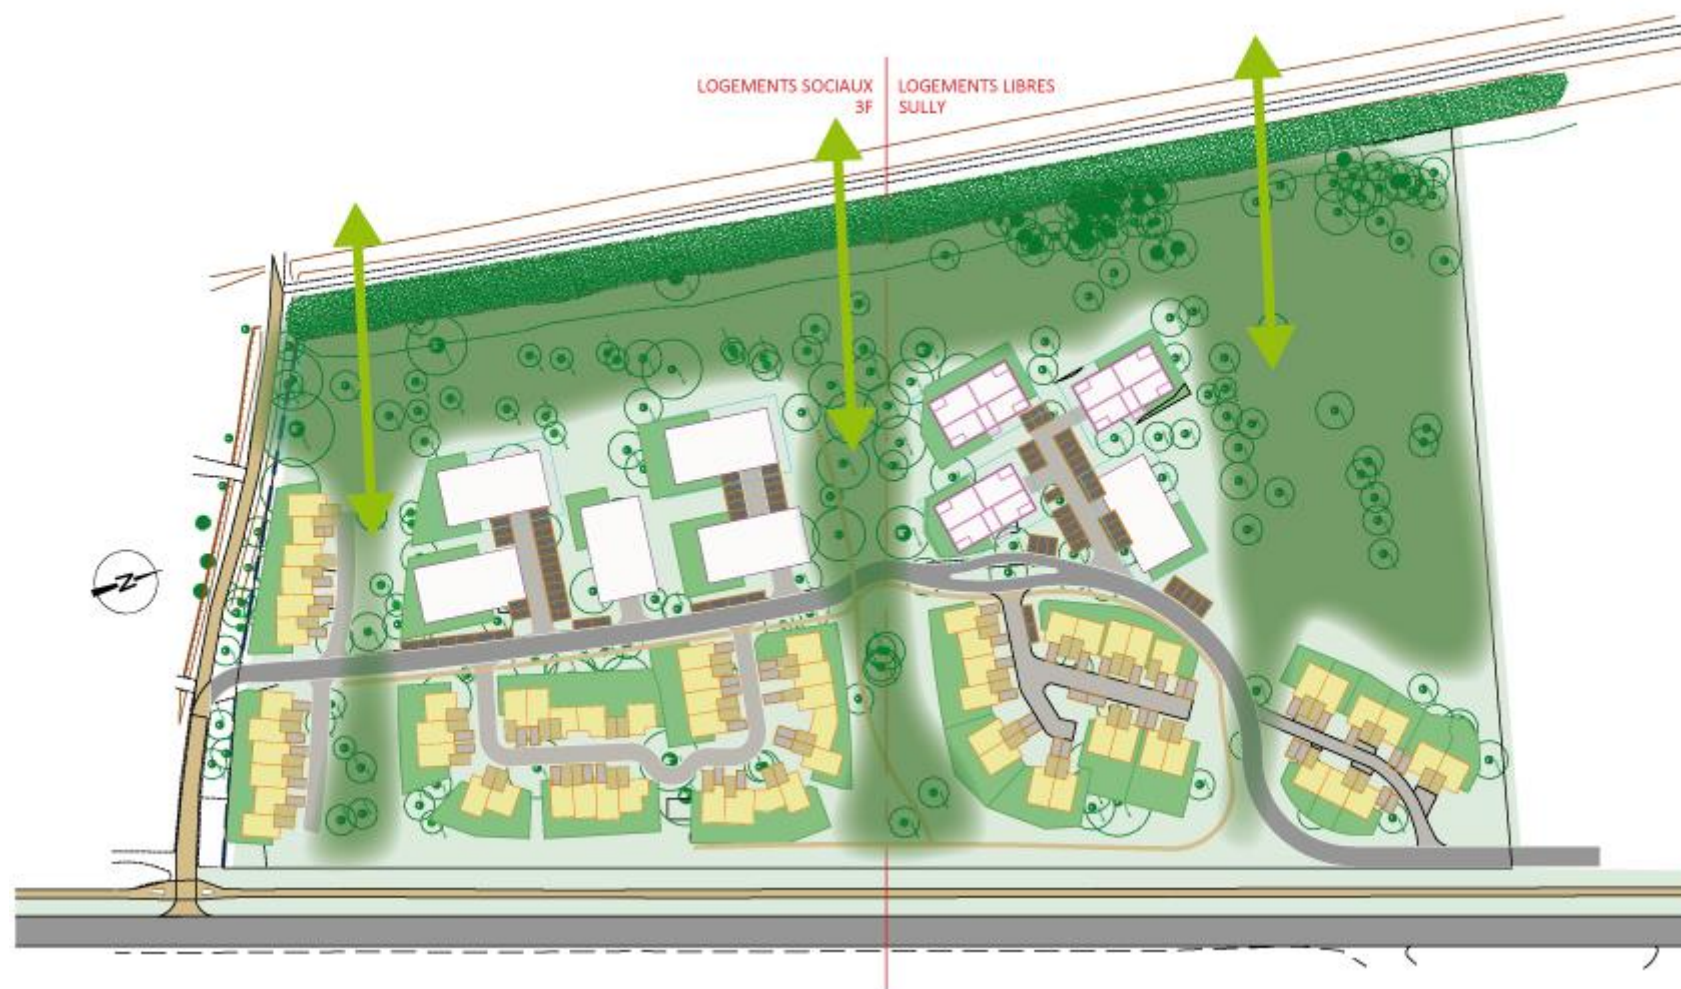 LOGEMENTS SOCIAUX
3F
LOGEMENTS LIBRES
SULLY
N